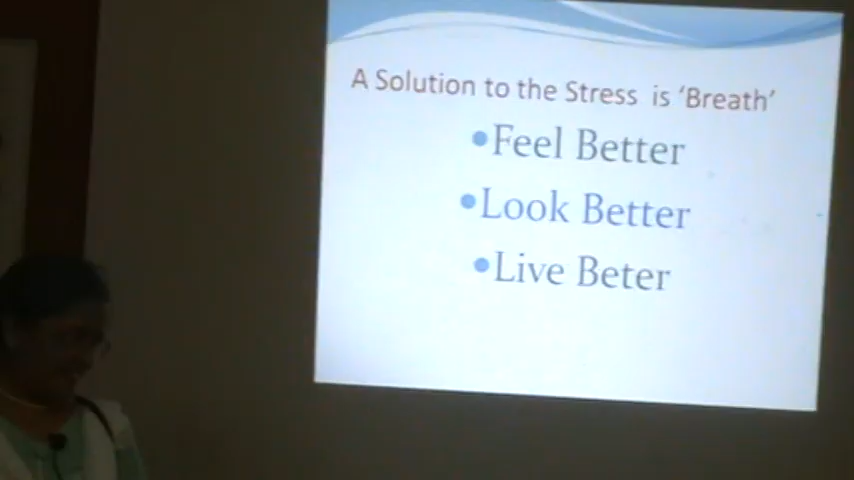 A Solution to the Stress is ‘Breath’
•Feel Better
•Look Better
•Live Beter